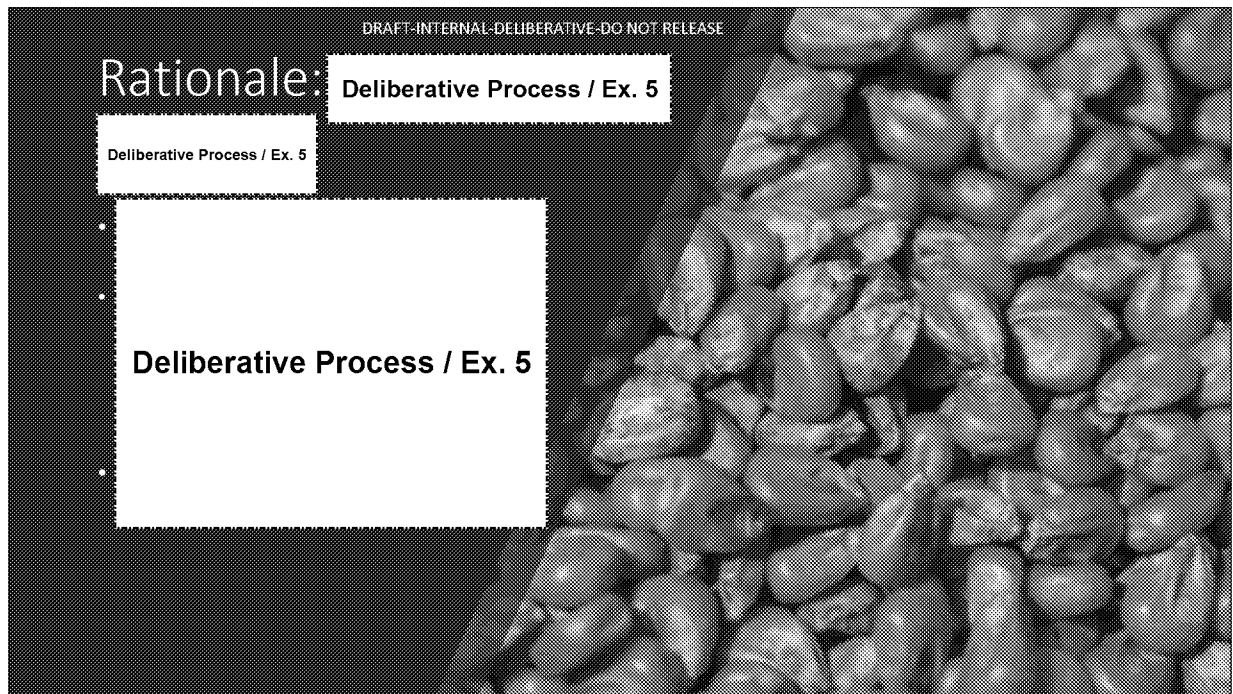 DRAFT-INTERNAL-DELIBERATIVE-DO NOT RELEASE
Rationale: Deliberative Process / Ex. 5
Deliberative Process / Ex. 5
Deliberative Process / Ex. 5